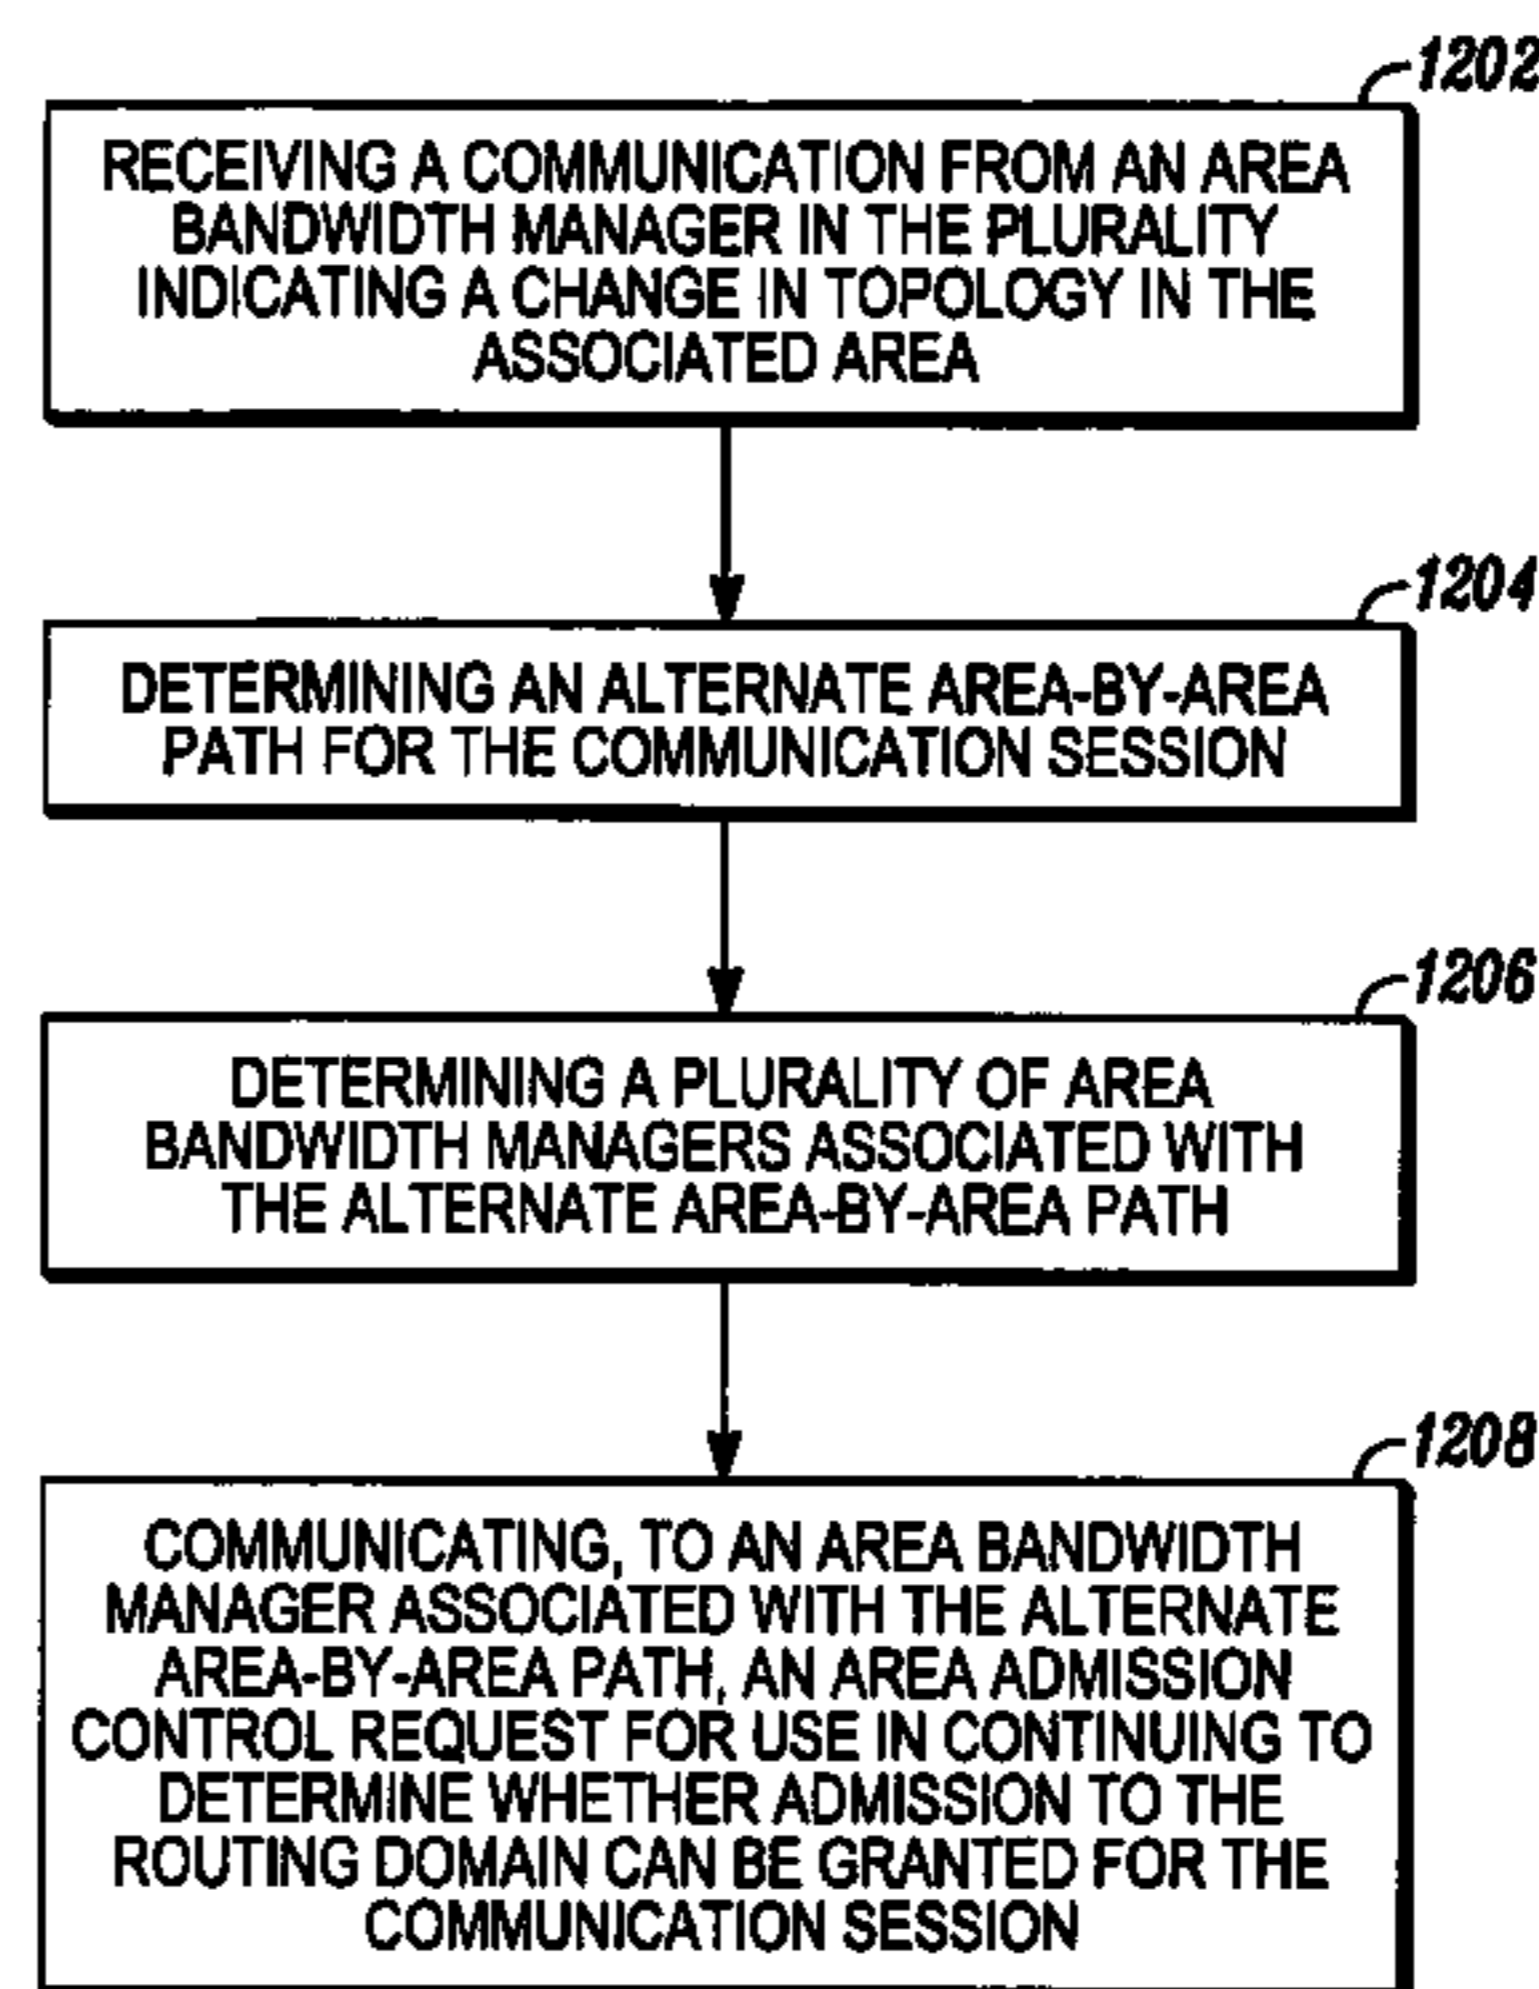 1202
RECEIVING A COMMUNICATION FROM AN AREA
BANDWIDTH MANAGER IN THE PLURALITY
INDICATING A CHANGE IN TOPOLOGY IN THE
ASSOCIATED AREA
1204
DETERMINING AN ALTERNATE AREA-BY-AREA
PATH FOR THE COMMUNICATION SESSION
1206
DETERMINING A PLURALITY OF AREA
BANDWIDTH MANAGERS ASSOCIATED WITH
THE ALTERNATE AREA-BY-AREA PATH
1208
COMMUNICATING, TO AN AREA BANDWIDTH
MANAGER ASSOCIATED WITH THE ALTERNATE
AREA-BY-AREA PATH, AN AREA ADMISSION
CONTROL REQUEST FOR USE IN CONTINUING TO
DETERMINE WHETHER ADMISSION TO THE
ROUTING DOMAIN CAN BE GRANTED FOR THE
COMMUNICATION SESSION